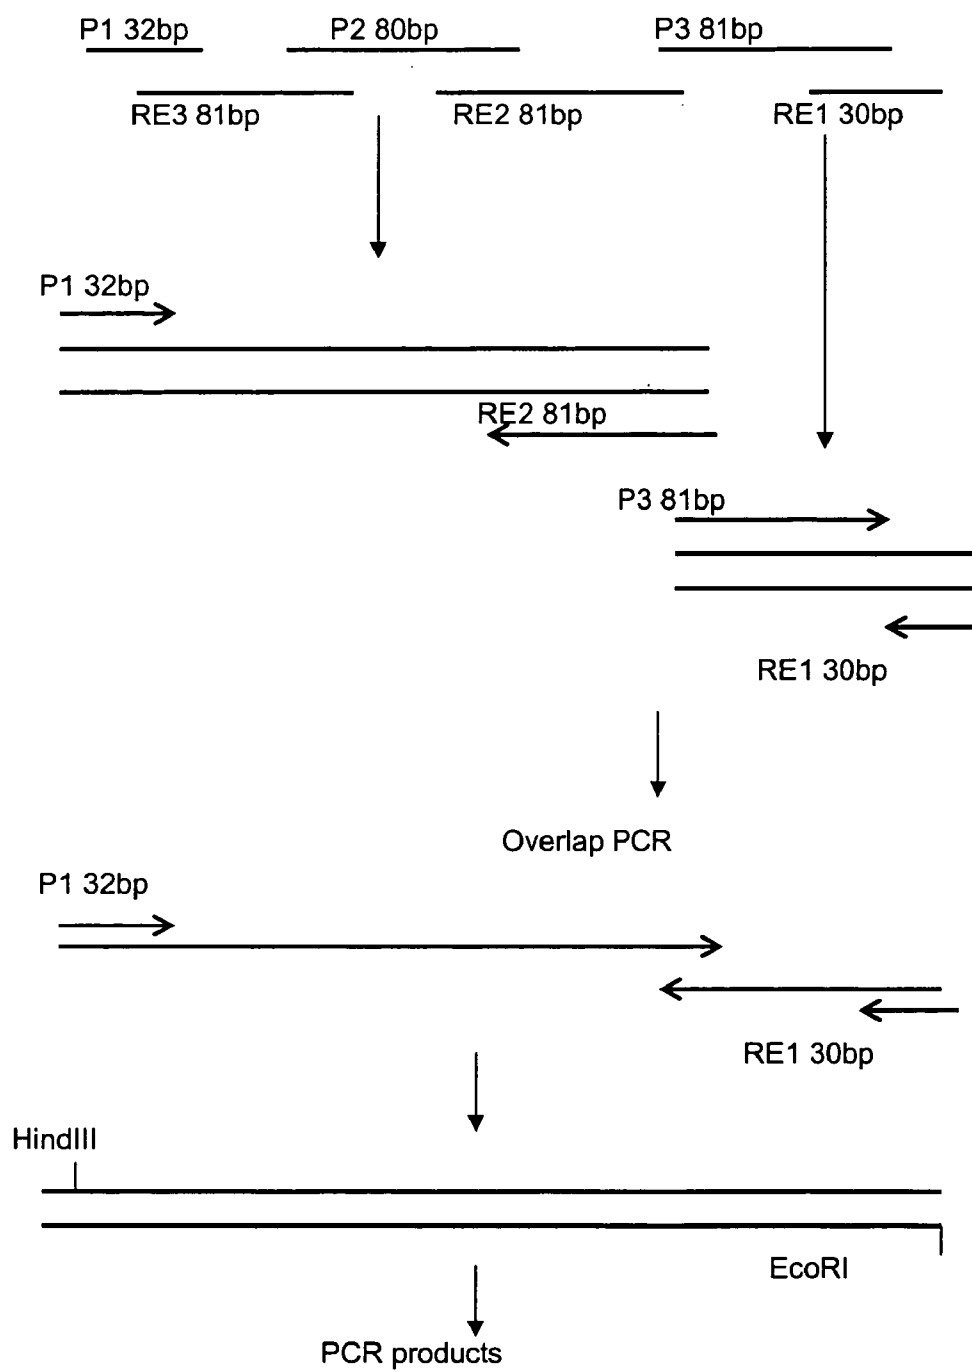 P1 32bp P2 80bp P3 81bp
RE3 81bp RE2 81bp RE1 30bp
P1 32bp
RE2 81bp
P3 81bp
RE1 30bp
Overlap PCR
P1 32bp
RE1 30bp
HindIII
EcoRI
PCR products